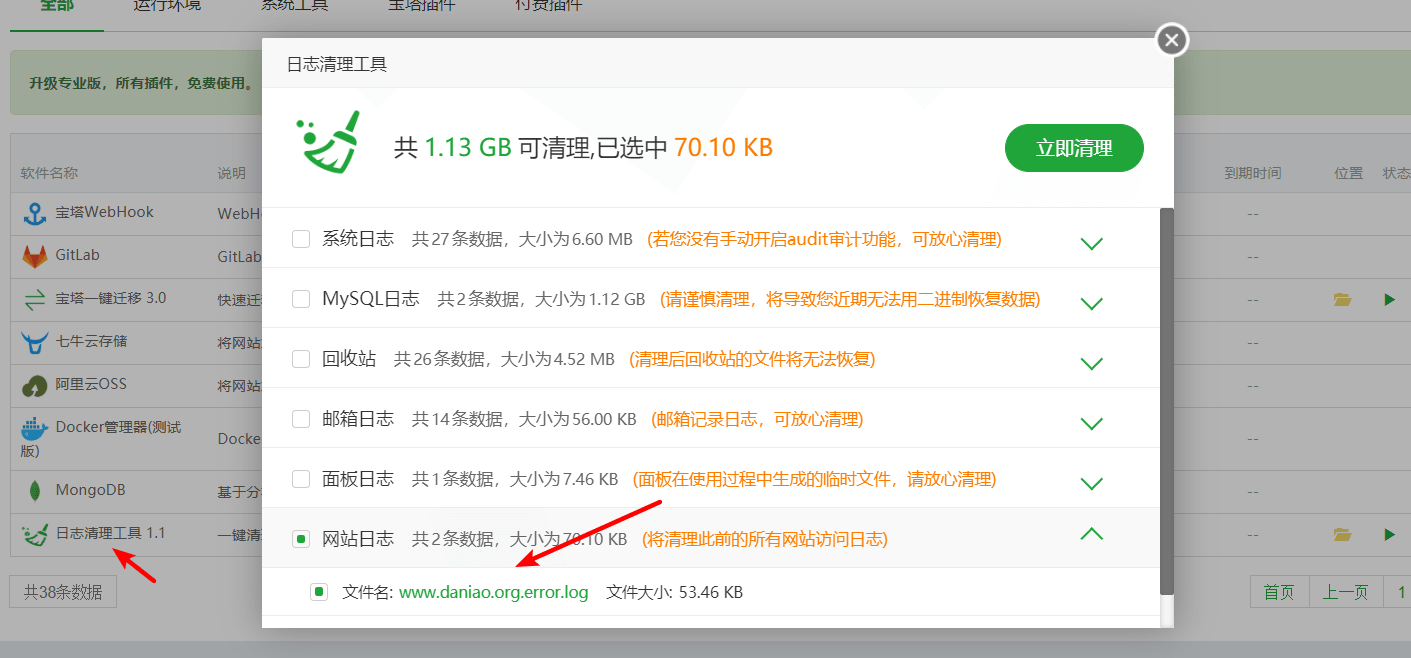 全部 运行环境 系统工具 宝塔插件 付费插件
升级专业版，所有插件，免费使用。
日志清理工具
共 1.13 GB 可清理,已选中 70.10 KB
立即清理
软件名称 说明 到期时间 位置 状态
宝塔WebHook WebH --
GitLab GitLab --
宝塔一键迁移 3.0 快速迁 --
七牛云存储 将网站 --
阿里云OSS 将网站 --
Docker管理器(测试
版) Docke --
MongoDB 基于分 --
日志清理工具 1.1 一键清 --
系统日志 共27条数据，大小为6.60 MB (若您没有手动开启audit审计功能，可放心清理)
MySQL日志 共2条数据，大小为1.12 GB (请谨慎清理，将导致您近期无法用二进制恢复数据)
回收站 共26条数据，大小为4.52 MB (清理后回收站的文件将无法恢复)
邮箱日志 共14条数据，大小为56.00 KB (邮箱记录日志，可放心清理)
面板日志 共1条数据，大小为7.46 KB (面板在使用过程中生成的临时文件，请放心清理)
网站日志 共2条数据，大小为70.10 KB (将清理此前的所有网站访问日志)
文件名: www.daniao.org.error.log 文件大小: 53.46 KB
共38条数据 首页 上一页 1